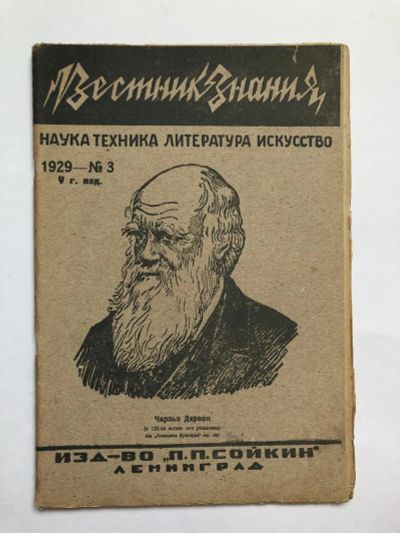 Вестник Знания
НАУКА ТЕХНИКА ЛИТЕРАТУРА ИСКУССТВО
1929—№ 3
V г. изд.
Чарльз Дарвин
ИЗД-ВО „П.П.СОЙКИН"
ЛЕНИНГРАД